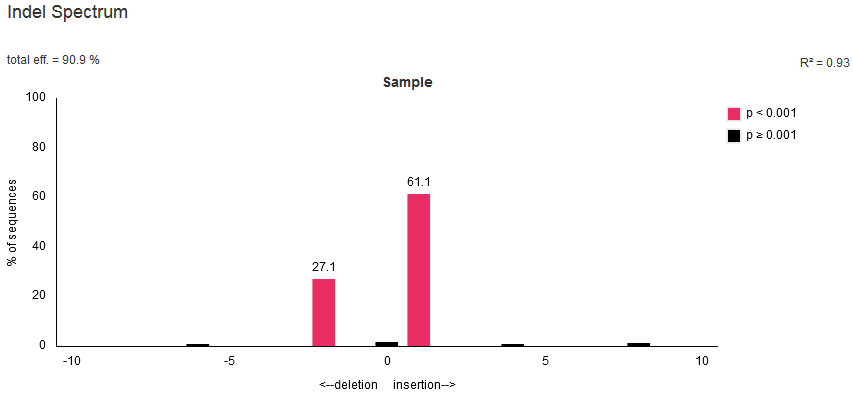 Indel Spectrum
total eff. = 90.9 %
R² = 0.93
Sample
100
80
60
40
20
0
% of sequences
p < 0.001
p ≥ 0.001
61.1
27.1
-10 -5 0 5 10
<--deletion insertion-->